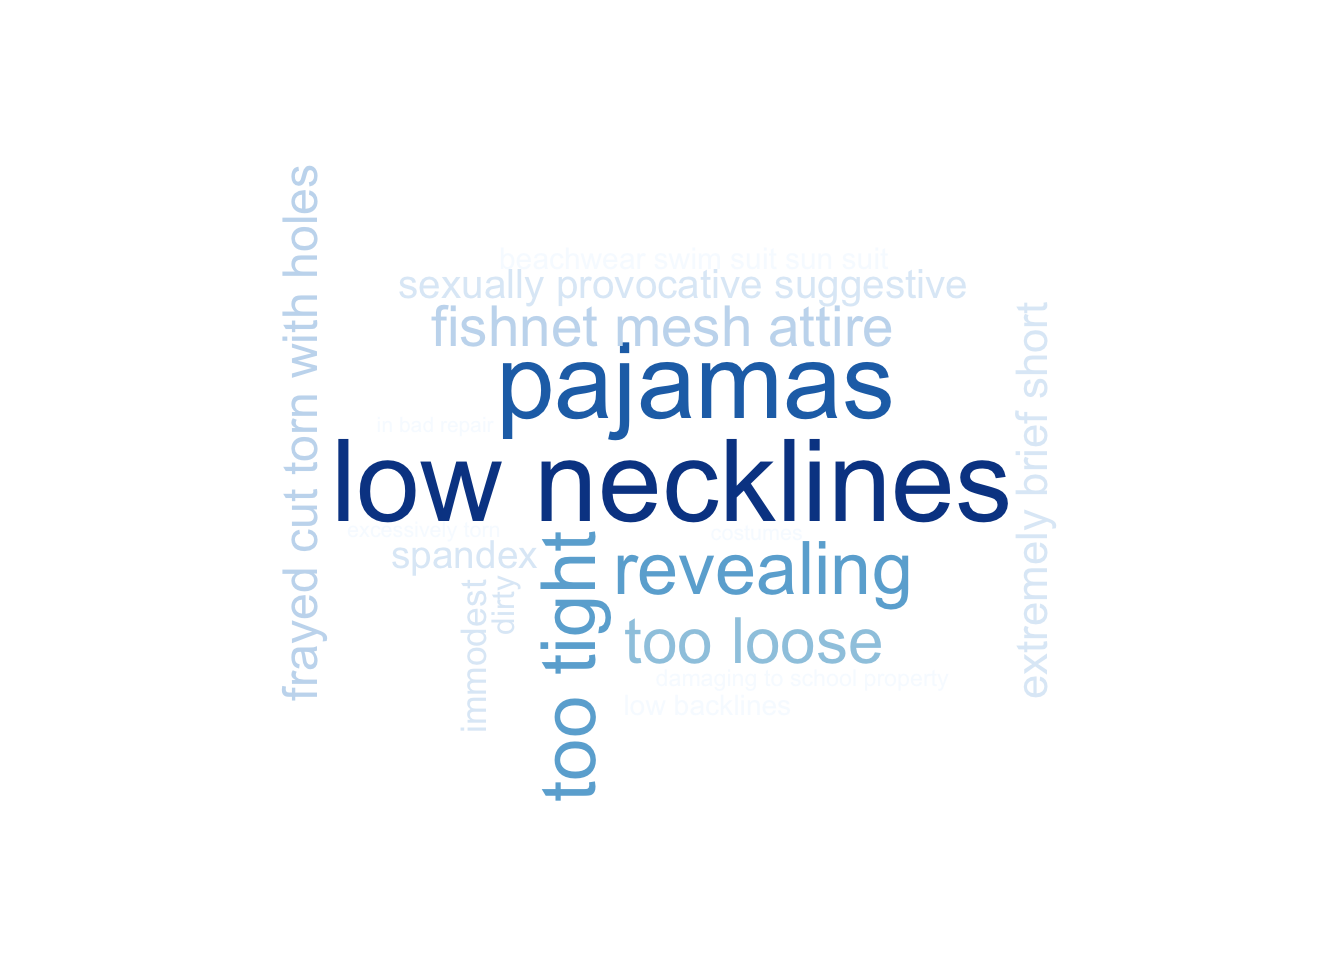 frayed cut torn with holes
beachwear swim suit sun suit
sexually provocative suggestive
fishnet mesh attire
pajamas
extremely brief short
in bad repair
low necklines
excessively torn
costumes
spandex
too tight
revealing
immodest
dirty
too loose
damaging to school property
low backlines